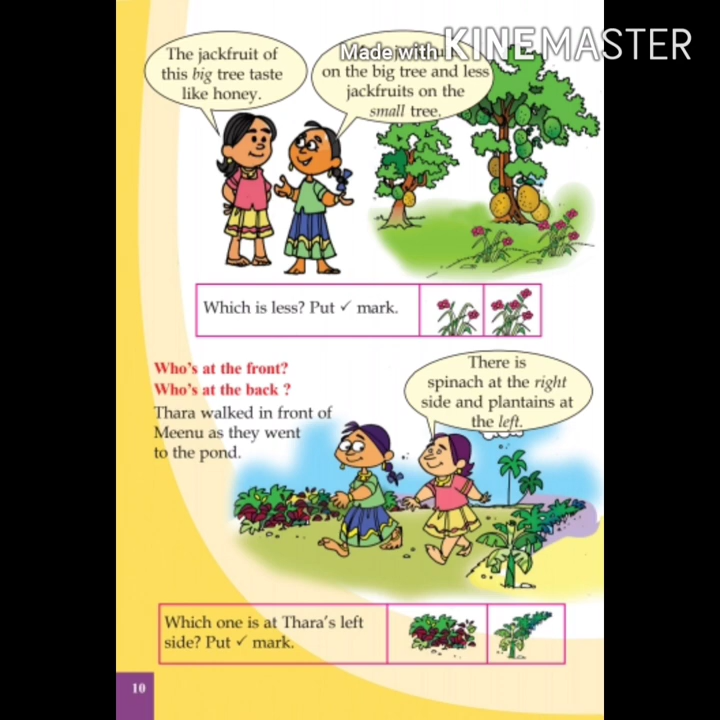 Made with KINEMASTER
The jackfruit of
this big tree taste
like honey.
on the big tree and less
jackfruits on the
small tree.
Which is less? Put ✓ mark.
Who's at the front?
Who's at the back ?
Thara walked in front of
Meenu as they went
to the pond.
There is
spinach at the right
side and plantains at
the left.
Which one is at Thara's left
side? Put ✓ mark.
10